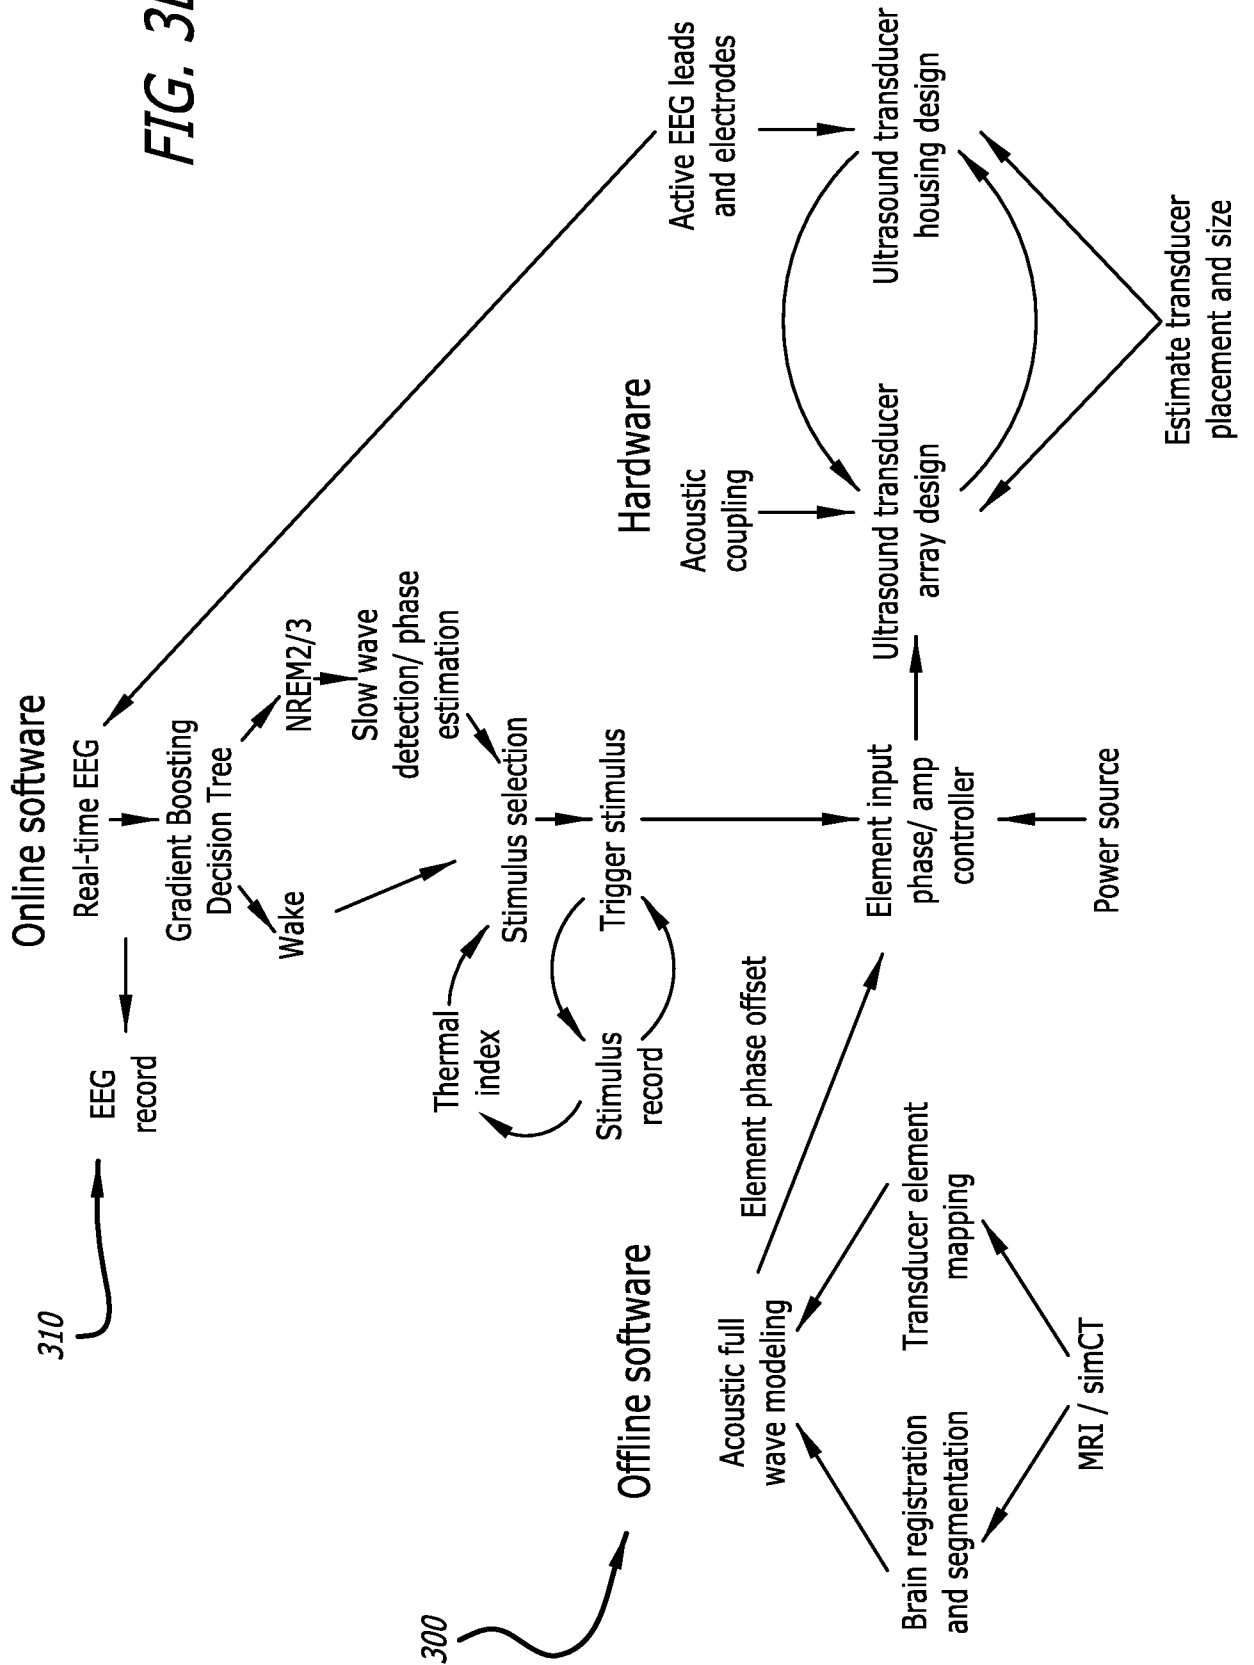 FIG. 3
310
Online software
Real-time EEG
EEG
record
Gradient Boosting
Decision Tree
Wake
NREM2/3
Slow wave
detection/ phase
estimation
Thermal
index
Stimulus selection
Stimulus
record
Trigger stimulus
300
Offline software
Acoustic full
wave modeling
Element phase offset
Brain registration
and segmentation
Transducer element
mapping
MRI / simCT
Element input
phase/ amp
controller
Power source
Hardware
Acoustic
coupling
Active EEG leads
and electrodes
Ultrasound transducer
array design
Ultrasound transducer
housing design
Estimate transducer
placement and size